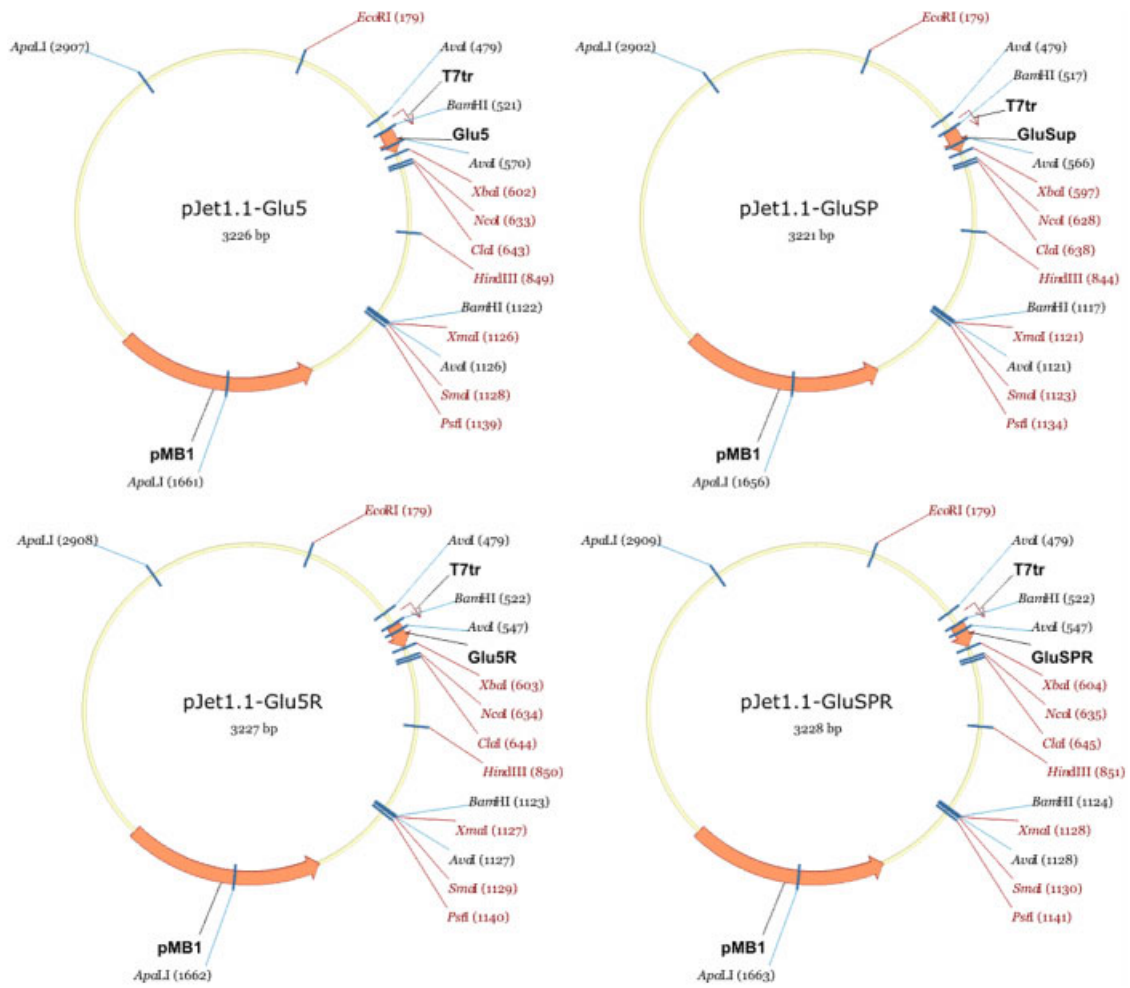 EcoRI (179)
ApaLI (2907)
AvaI (479)
T7tr
BamHI (521)
Glu5
AvaI (570)
XbaI (602)
NcoI (633)
ClaI (643)
HindIII (849)
BamHI (1122)
XmaI (1126)
AvaI (1126)
SmaI (1128)
PstI (1139)
pJet1.1-Glu5
3226 bp
pMB1
ApaLI (1661)
EcoRI (179)
ApaLI (2902)
AvaI (479)
BamHI (517)
T7tr
GluSup
AvaI (566)
XbaI (597)
NcoI (628)
ClaI (638)
HindIII (844)
BamHI (1117)
XmaI (1121)
AvaI (1121)
SmaI (1123)
PstI (1134)
pJet1.1-GluSP
3221 bp
pMB1
ApaLI (1656)
EcoRI (179)
ApaLI (2908)
AvaI (479)
T7tr
BamHI (522)
AvaI (547)
Glu5R
XbaI (603)
NcoI (634)
ClaI (644)
HindIII (850)
BamHI (1123)
XmaI (1127)
AvaI (1127)
SmaI (1129)
PstI (1140)
pJet1.1-Glu5R
3227 bp
pMB1
ApaLI (1662)
EcoRI (179)
ApaLI (2909)
AvaI (479)
T7tr
BamHI (522)
AvaI (547)
GluSPR
XbaI (604)
NcoI (635)
ClaI (645)
HindIII (851)
BamHI (1124)
XmaI (1128)
AvaI (1128)
SmaI (1130)
PstI (1141)
pJet1.1-GluSPR
3228 bp
pMB1
ApaLI (1663)